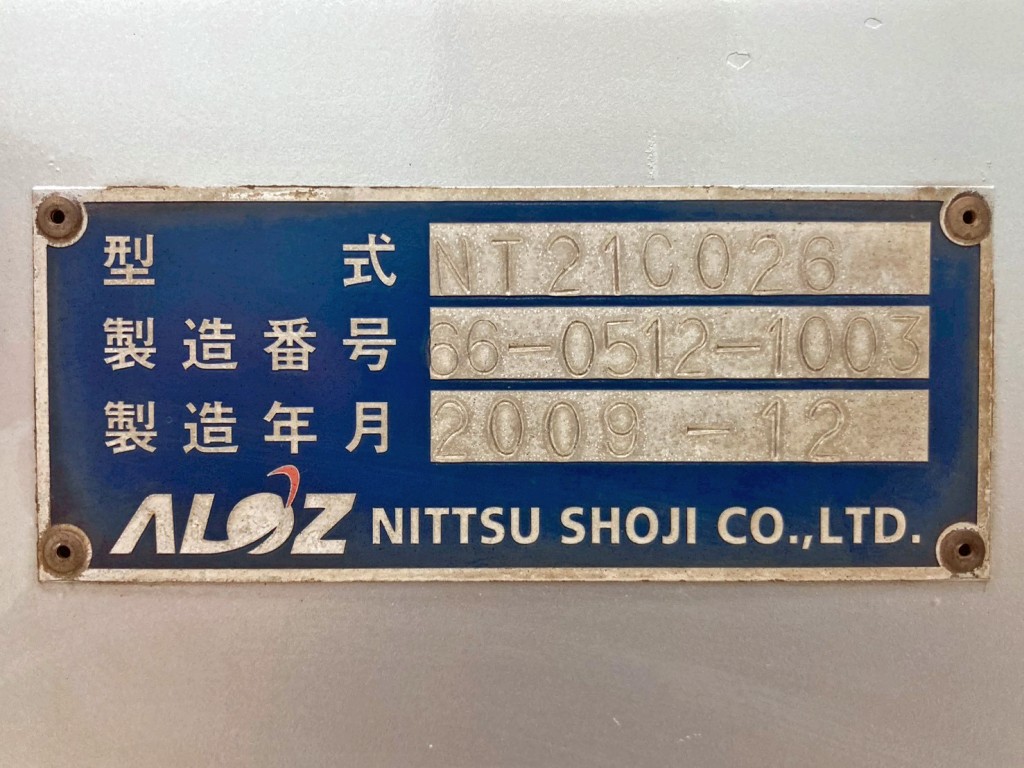 型式 NT21C026
製造番号 66-0512-1003
製造年月 2009-12
ALOZ NITTSU SHOJI CO.,LTD.